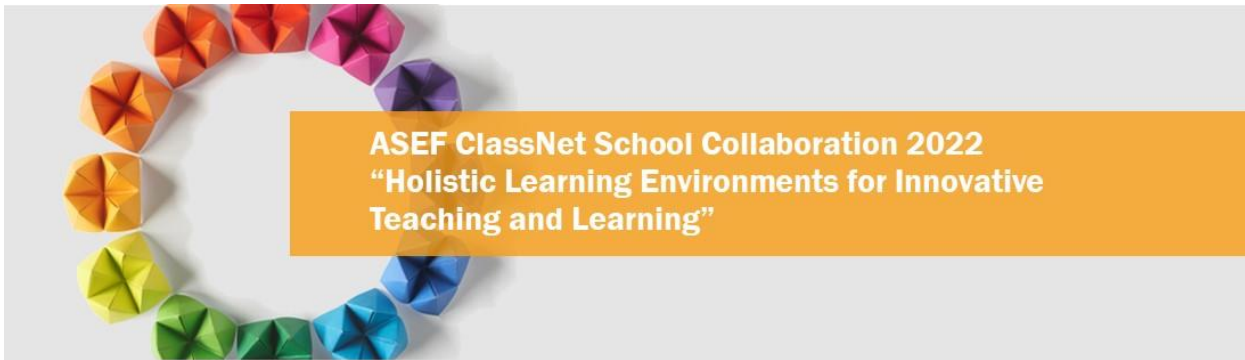 ASEF ClassNet School Collaboration 2022
“Holistic Learning Environments for Innovative
Teaching and Learning”